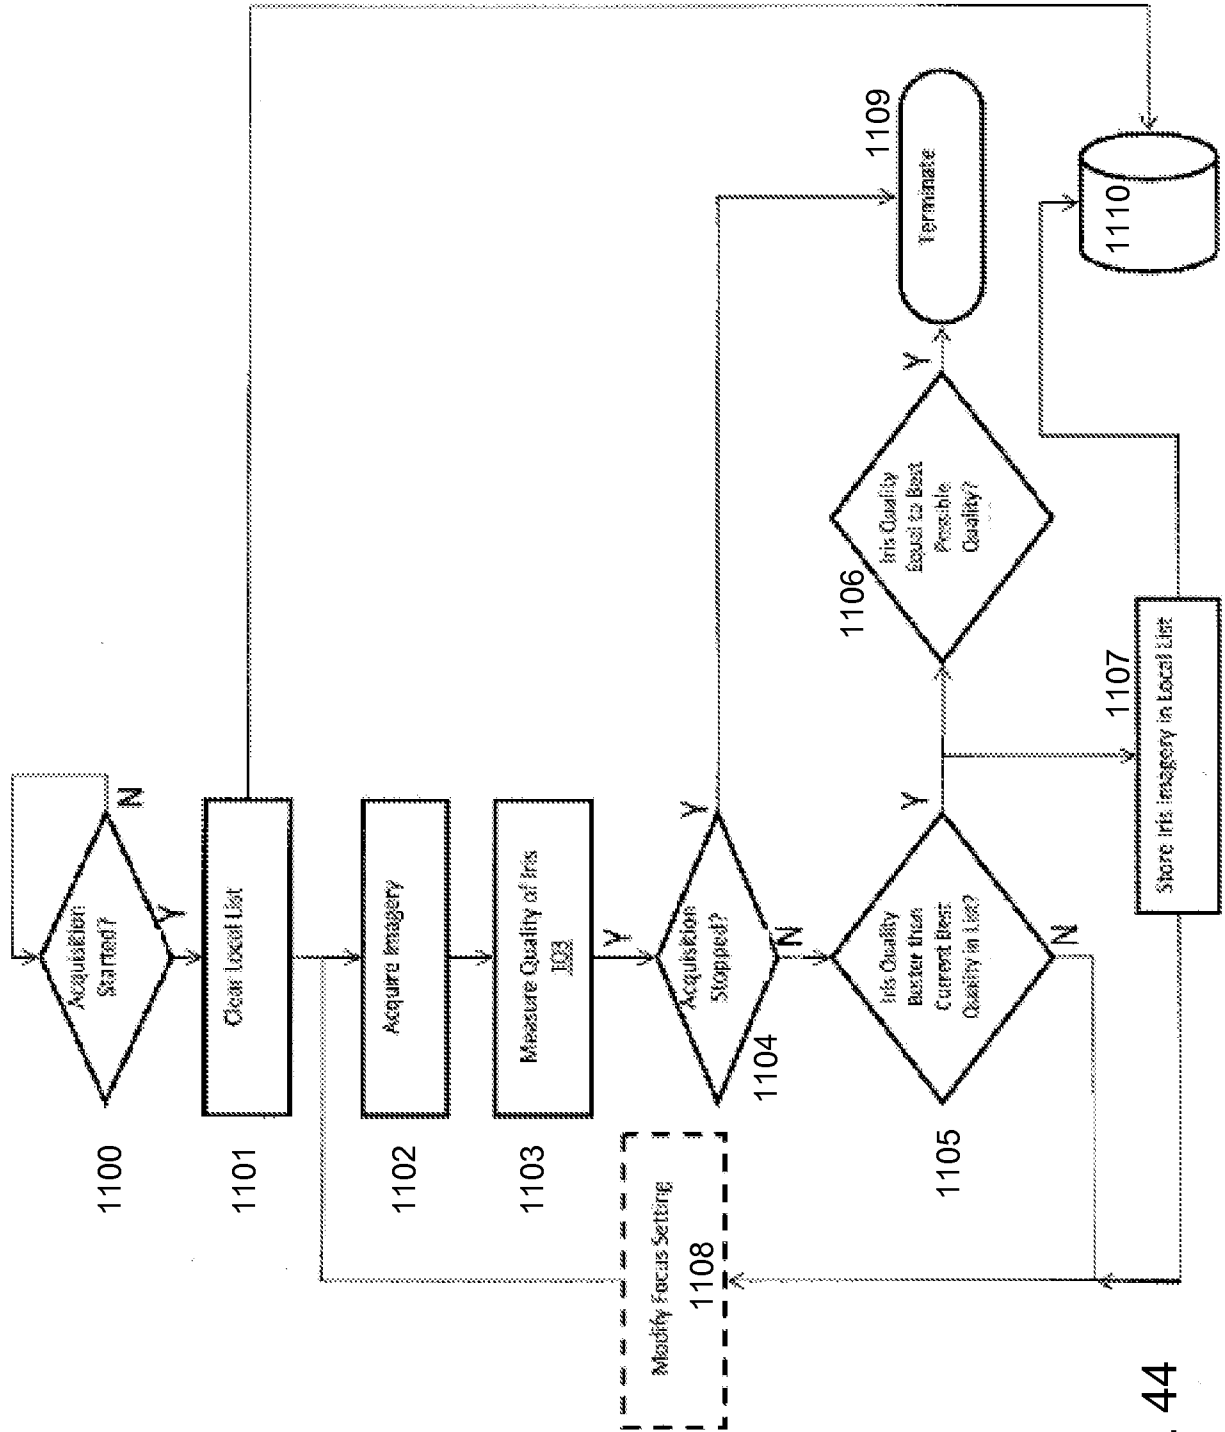 Acquisition
Started?
N
Y
1100
Clear Local List
1101
Acquire Imagery
1102
Measure Quality of Iris
103
1103
Y
Acquisition
Stopped?
Y
N
1104
Modify Focus Setting
1108
Iris Quality
Better than
Current Best
Quality in List?
Y
N
1105
Iris Quality
Equal to Best
Possible
Quality?
Y
1106
Terminate
1109
Store Iris Imagery in Local List
1107
1110
44